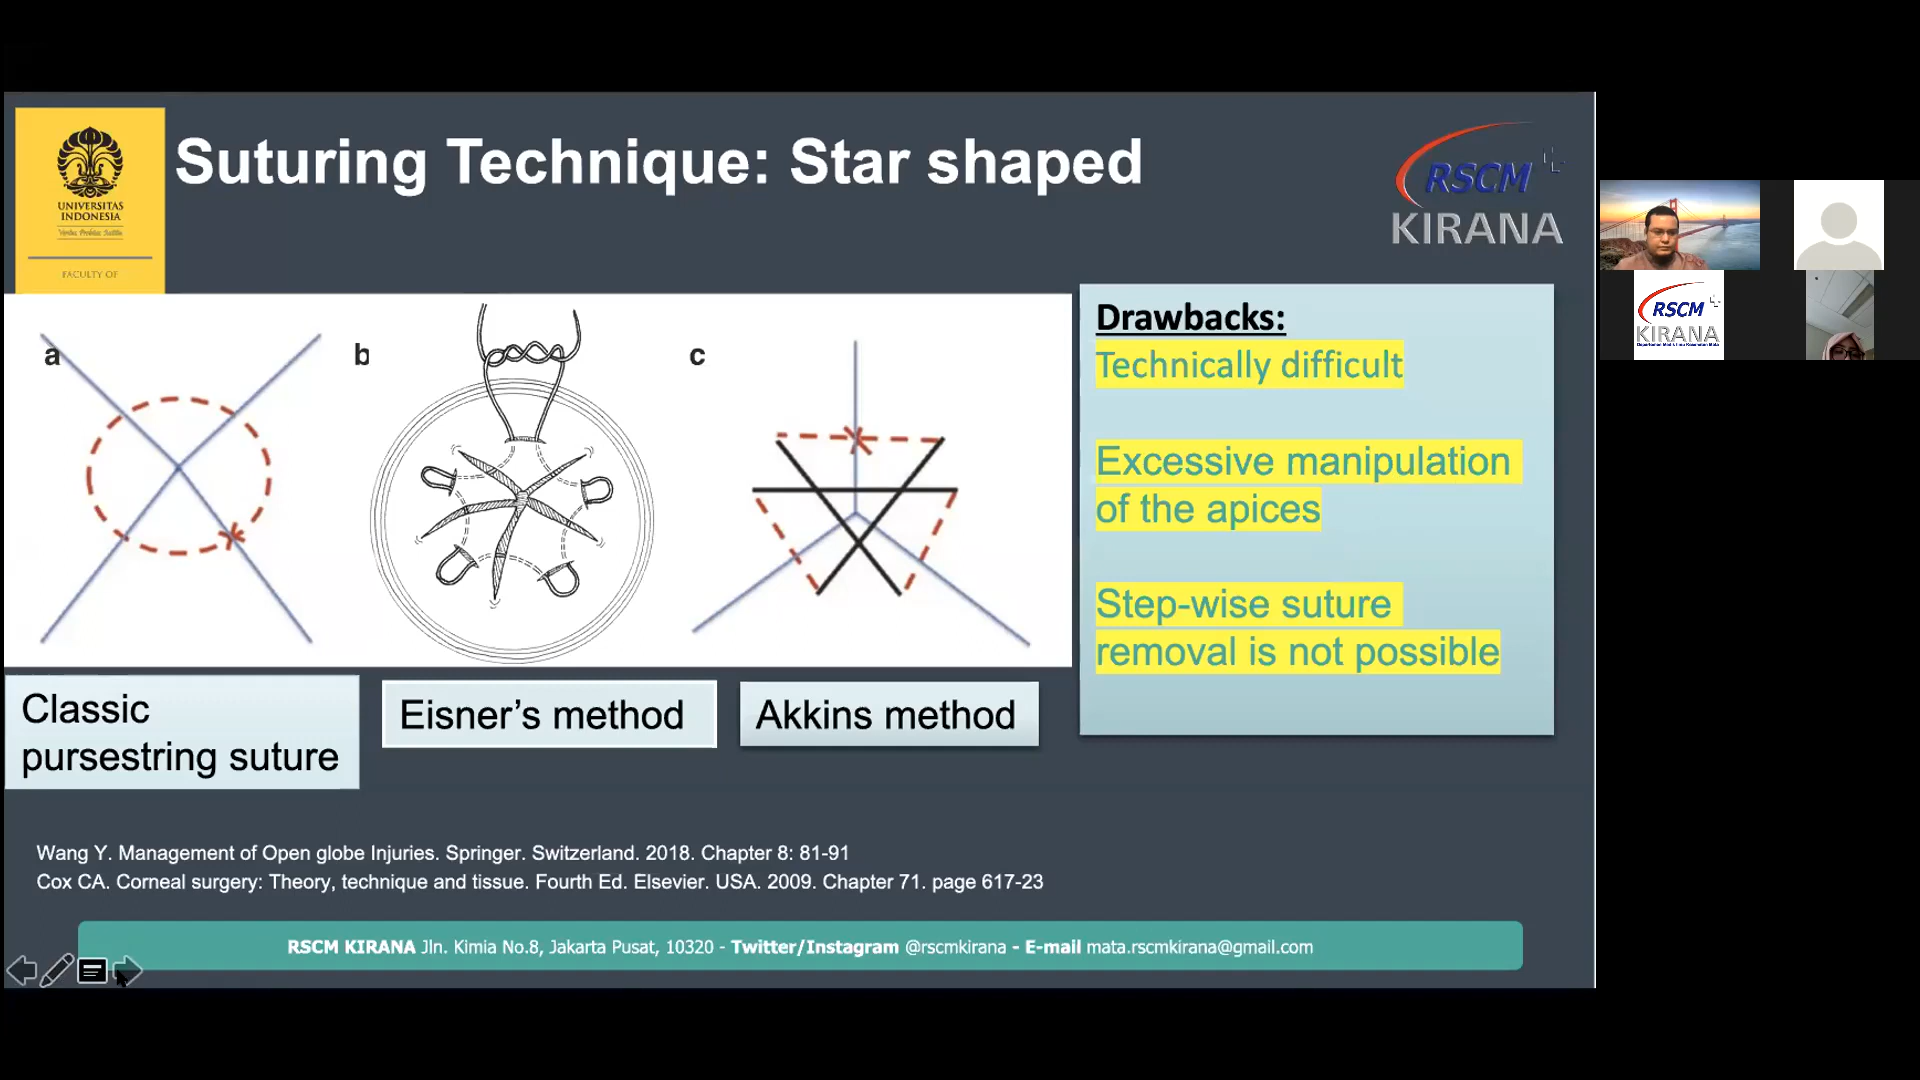 UNIVERSITAS
INDONESIA
Veritas, Probitas, Iustitia
FACULTY OF
Suturing Technique: Star shaped
RSCM
KIRANA
a
b
c
Classic
pursestring suture
Eisner’s method
Akkins method
Drawbacks:
Technically difficult
Excessive manipulation
of the apices
Step-wise suture
removal is not possible
Wang Y. Management of Open globe Injuries. Springer. Switzerland. 2018. Chapter 8: 81-91
Cox CA. Corneal surgery: Theory, technique and tissue. Fourth Ed. Elsevier. USA. 2009. Chapter 71. page 617-23
RSCM KIRANA Jln. Kimia No.8, Jakarta Pusat, 10320 - Twitter/Instagram @rscmkirana - E-mail mata.rscmkirana@gmail.com
RSCM
KIRANA